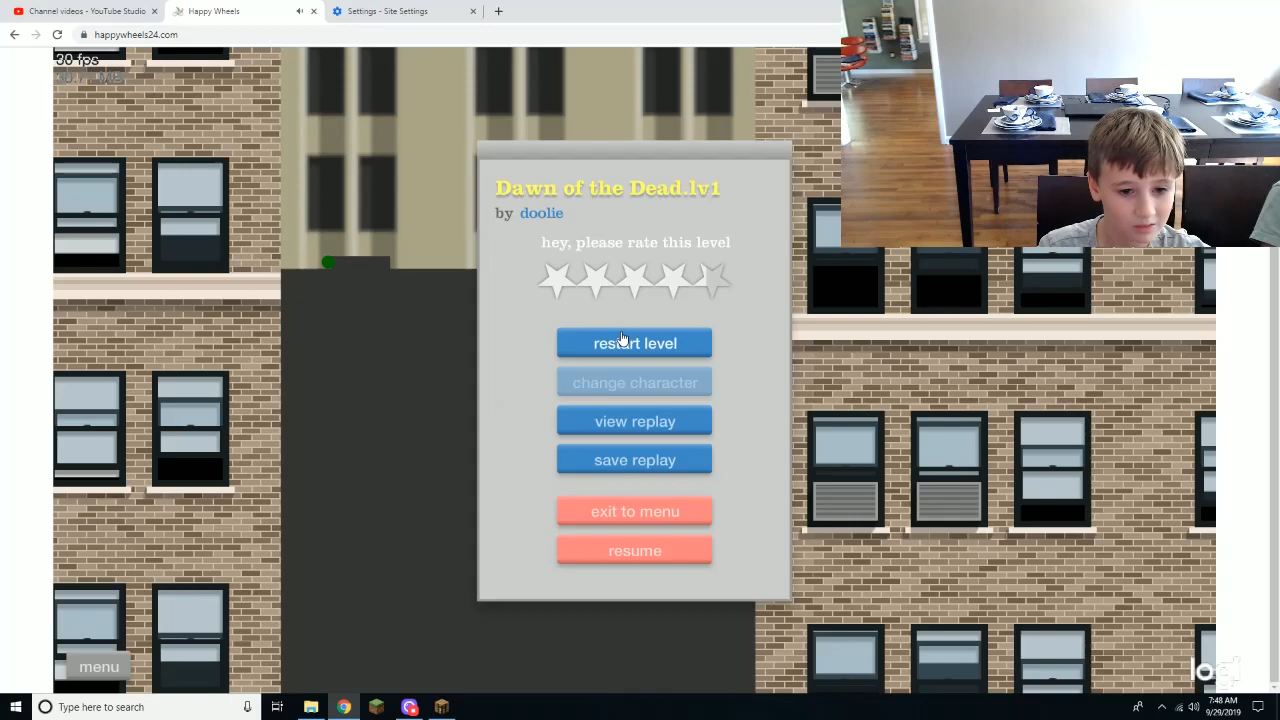 Channel videos - YouTube Studio
Happy Wheels
Settings - Site Settings
happywheels24.com
30 fps
Dawn of the Dead.lv1
by doolie
hey, please rate this level
restart level
change character
view replay
save replay
exit to menu
resume
menu
logi
Type here to search
7:48 AM
9/29/2019